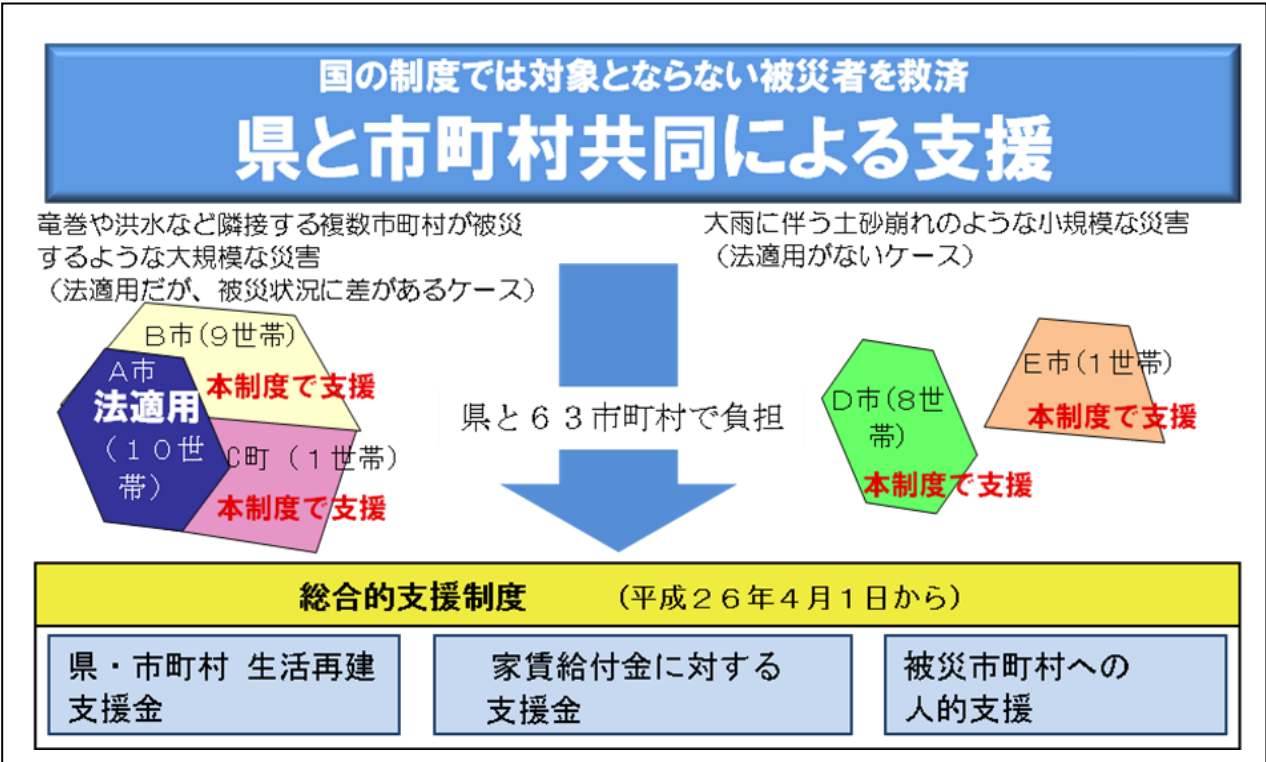 国の制度では対象とならない被災者を救済
県と市町村共同による支援
竜巻や洪水など隣接する複数市町村が被災
するような大規模な災害
（法適用だが、被災状況に差があるケース）
大雨に伴う土砂崩れのような小規模な災害
（法適用がないケース）
B市(9世帯)
本制度で支援
A市
法適用
(１０世
帯)
C町（１世帯）
本制度で支援
県と６３市町村で負担
D市(8世
帯)
本制度で支援
E市(１世帯)
本制度で支援
総合的支援制度　（平成２６年４月１日から）
県・市町村 生活再建
支援金
家賃給付金に対する
支援金
被災市町村への
人的支援